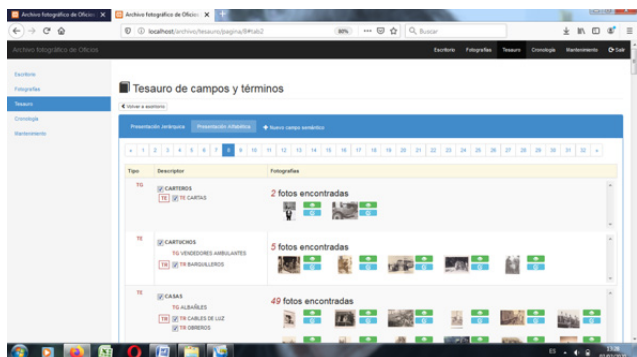 Archivo fotográfico de Oficios
Archivo fotográfico de Oficios
localhost/archivo/tesauro/pagina/8#tab2
80%
Buscar
Archivo fotográfico de Oficios
Escritorio Fotografías Tesauro Cronología Mantenimiento Salir
Escritorio
Fotografías
Tesauro
Cronología
Mantenimiento
Tesauro de campos y términos
Volver a escritorio
Presentación Jerárquica Presentación Alfabética Nuevo campo semántico
« 1 2 3 4 5 6 7 8 9 10 11 12 13 14 15 16 17 18 19 20 21 22 23 24 25 26 27 28 29 30 31 32 »
Tipo Descriptor Fotografías
TG CARTEROS
TE TE CARTAS
2 fotos encontradas
TE CARTUCHOS
TG VENDEDORES AMBULANTES
TR TR BARQUILLEROS
5 fotos encontradas
TE CASAS
TG ALBAÑILES
TR TR CABLES DE LUZ
TR OBREROS
49 fotos encontradas
ES